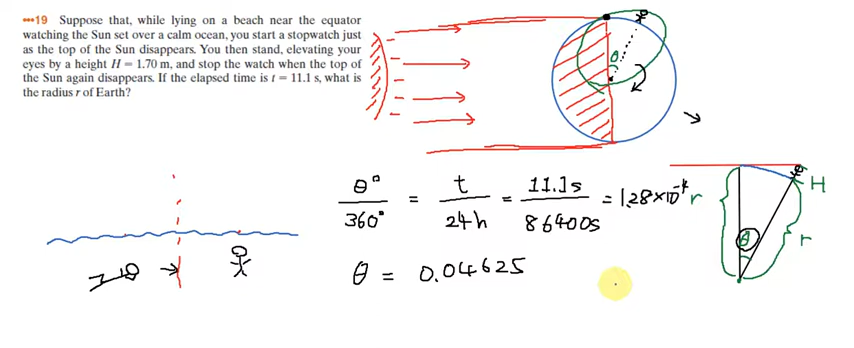 •••19 Suppose that, while lying on a beach near the equator
watching the Sun set over a calm ocean, you start a stopwatch just
as the top of the Sun disappears. You then stand, elevating your
eyes by a height H = 1.70 m, and stop the watch when the top of
the Sun again disappears. If the elapsed time is t = 11.1 s, what is
the radius r of Earth?
θ
θ°/360° = t/24h = 11.1s/86400s = 1.28×10⁻⁴
θ = 0.04625
r
H
θ
r